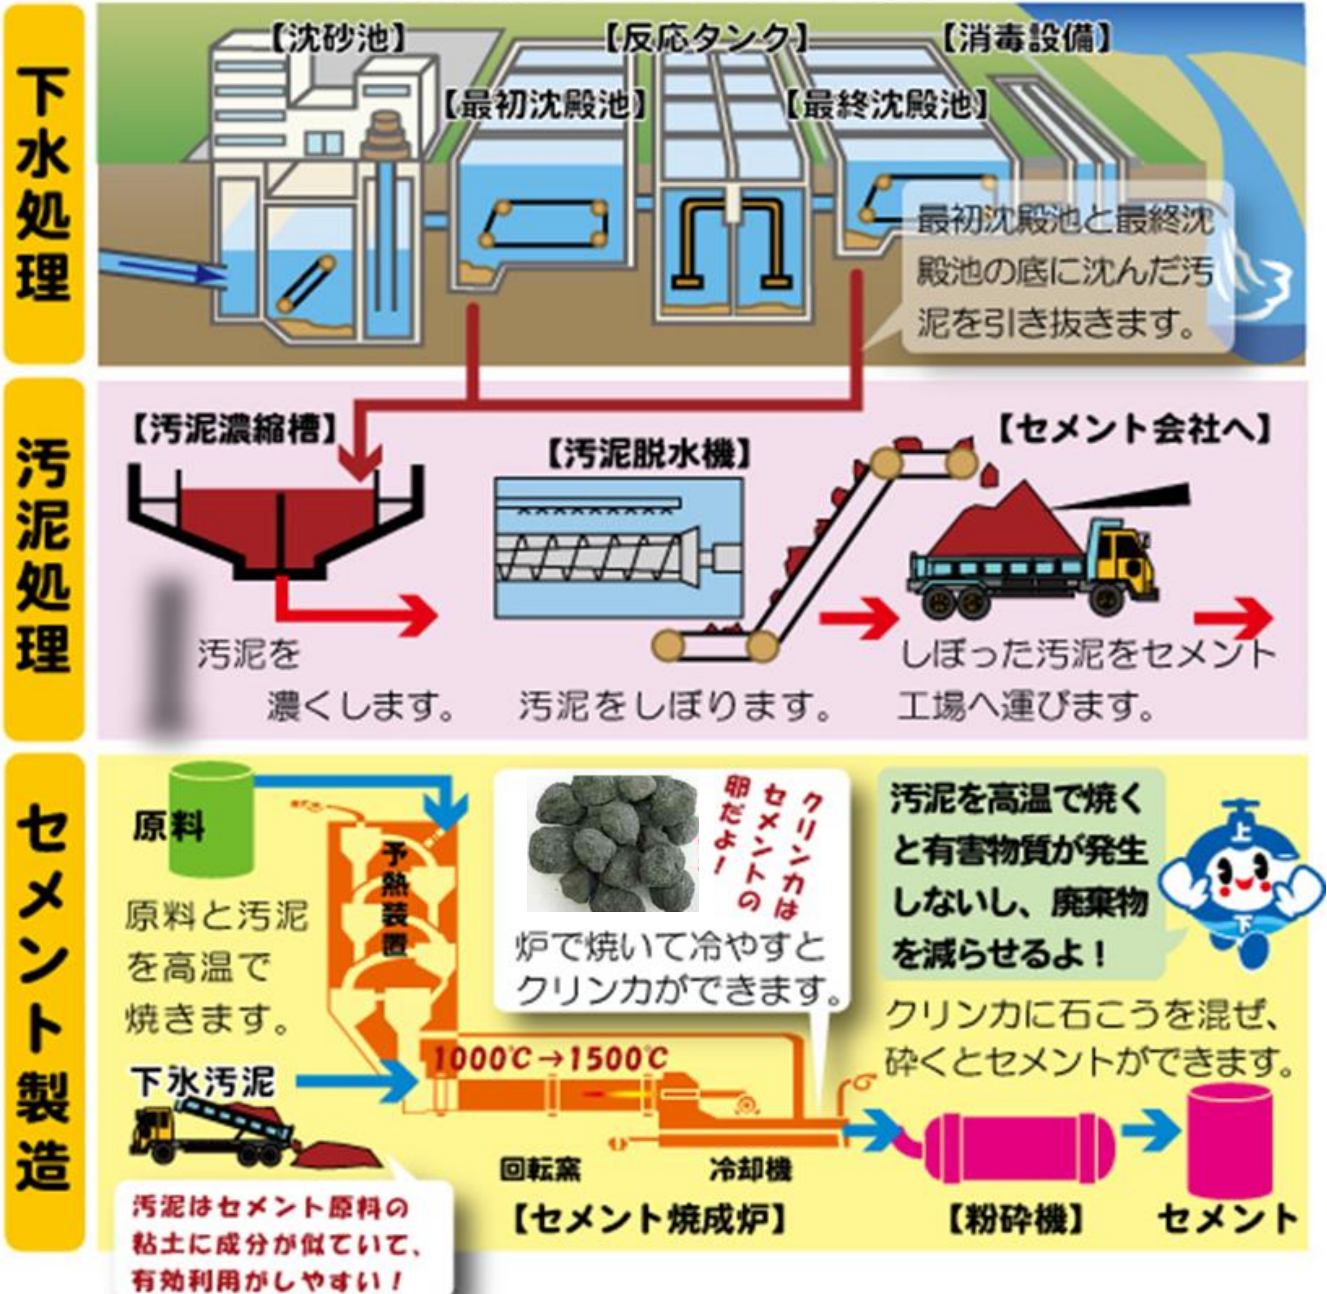 下水処理
【沈砂池】
【反応タンク】
【消毒設備】
【最初沈殿池】
【最終沈殿池】
最初沈殿池と最終沈
殿池の底に沈んだ汚
泥を引き抜きます。
汚泥処理
【汚泥濃縮槽】
【汚泥脱水機】
【セメント会社へ】
汚泥を
濃くします。
汚泥をしぼります。
しぼった汚泥をセメント
工場へ運びます。
セメント製造
原料
予熱装置
原料と汚泥
を高温で
焼きます。
下水汚泥
汚泥はセメント原料の
粘土に成分が似ていて、
有効利用がしやすい！
クリンカは
セメントの
卵だよ！
炉で焼いて冷やすと
クリンカができます。
1000℃→1500℃
回転窯
冷却機
【セメント焼成炉】
汚泥を高温で焼く
と有害物質が発生
しないし、廃棄物
を減らせるよ！
上
下
クリンカに石こうを混ぜ、
砕くとセメントができます。
【粉砕機】
セメント